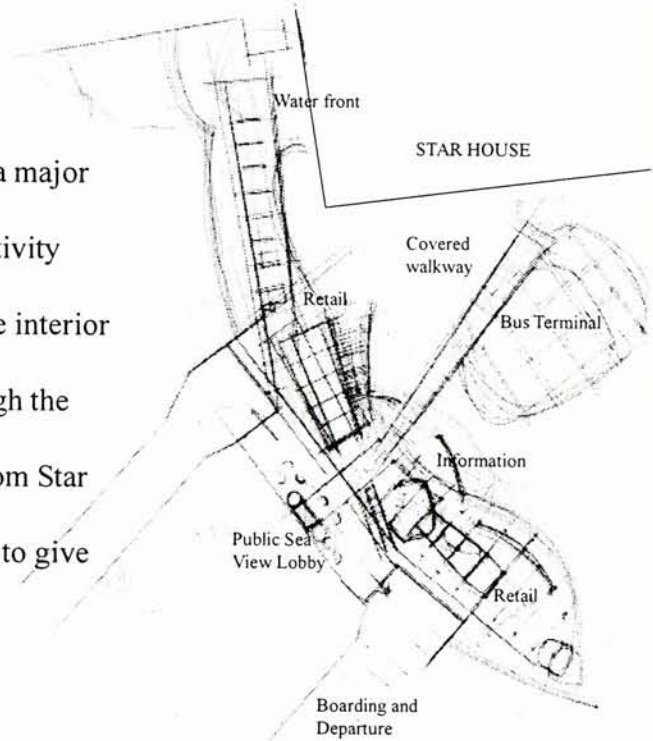 a major
tivity
e interior
gh the
om Star
to give
Water front
STAR HOUSE
Covered
walkway
Retail
Bus Terminal
Information
Public Sea
View Lobby
Retail
Boarding and
Departure